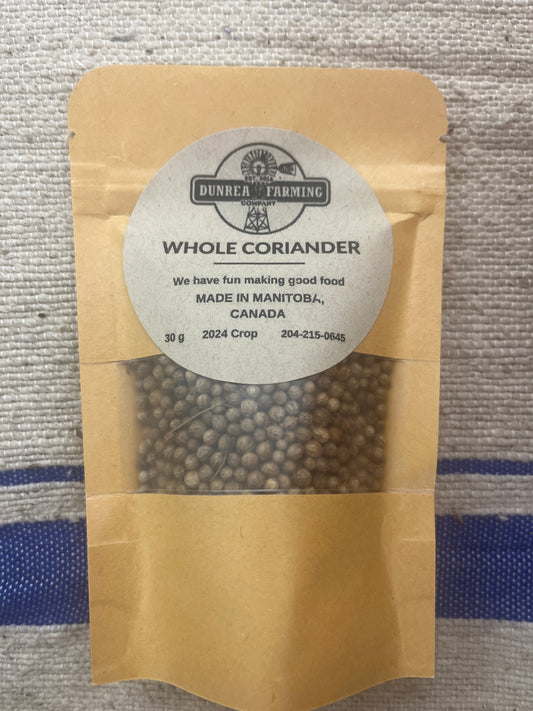 DUNREA FARMING
COMPANY
WHOLE CORIANDER
We have fun making good food
MADE IN MANITOBA,
CANADA
30 g 2024 Crop 204-215-0645